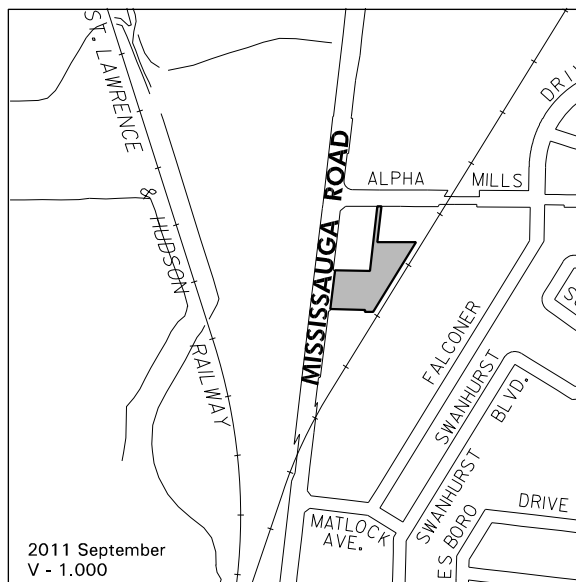 ST. LAWRENCE
& HUDSON
RAILWAY
MISSISSAUGA ROAD
ALPHA MILLS
FALCONER
SWANHURST
BLVD.
SWANHURST
MATLOCK
AVE.
DRIVE
2011 September
V - 1.000